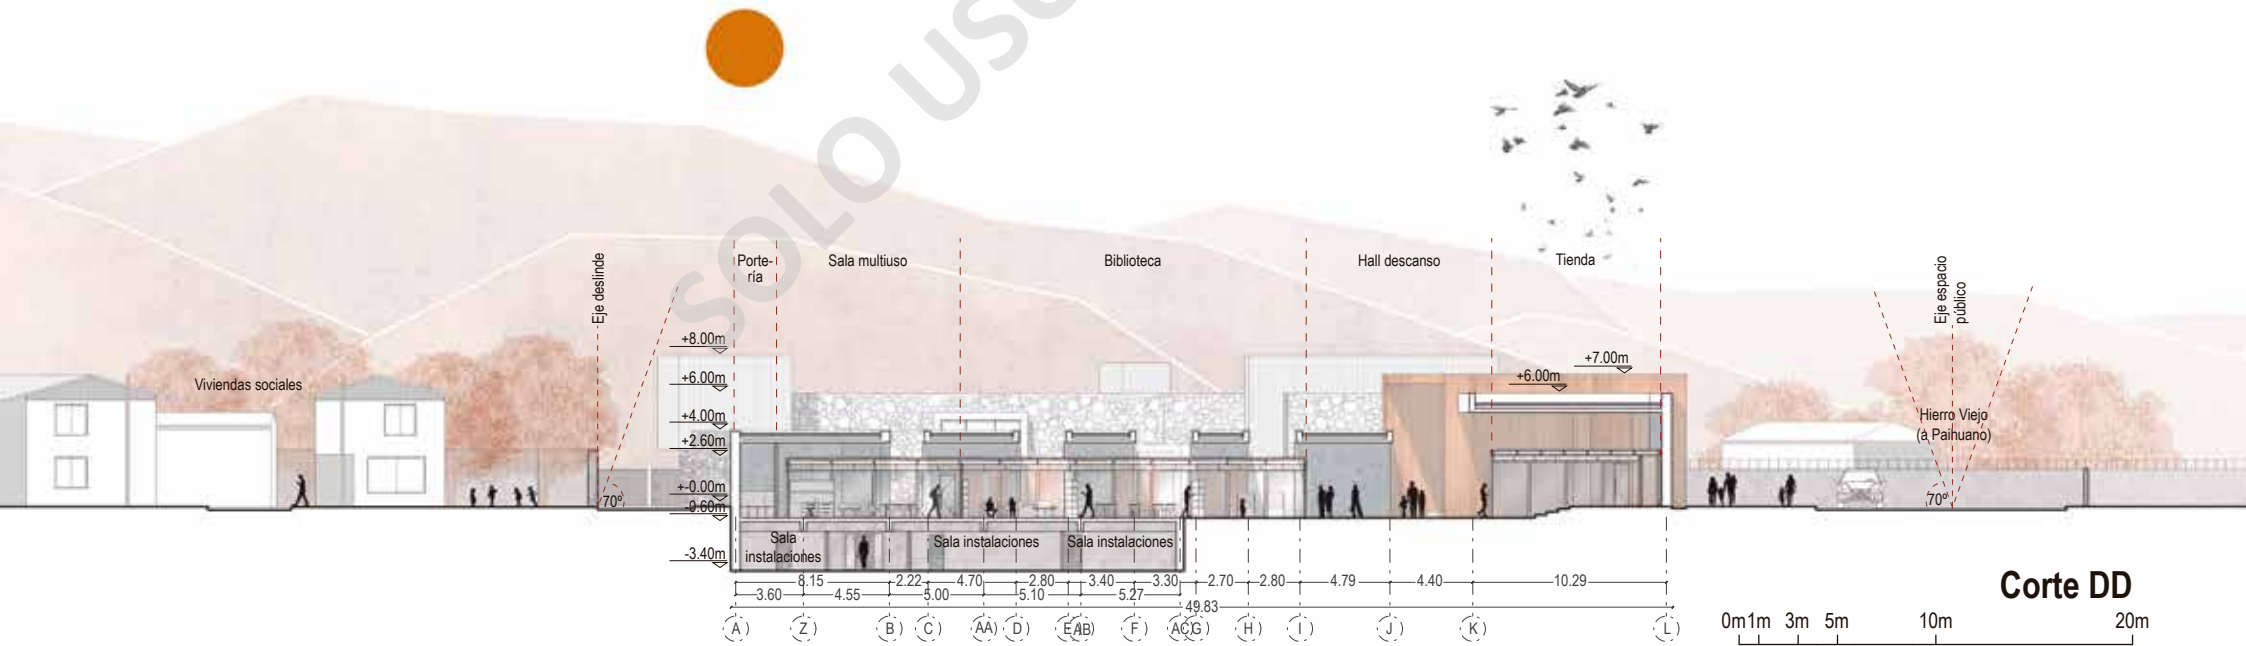 SOLO USO
Porte-
ría
Sala multiuso
Biblioteca
Hall descanso
Tienda
Eje deslinde
Eje espacio
público
+8.00m
+6.00m
+4.00m
+2.60m
+-0.00m
-0.60m
-3.40m
+7.00m
+6.00m
Viviendas sociales
Hierro Viejo
(a Paihuano)
70º
70º
Sala
instalaciones
Sala instalaciones
Sala instalaciones
8.15 2.22 4.70 2.80 3.40 3.30 2.70 2.80 4.79 4.40 10.29
3.60 4.55 5.00 5.10 5.27
49.83
A Z B C AA D E AB F AC G H I J K L
Corte DD
0m 1m 3m 5m 10m 20m